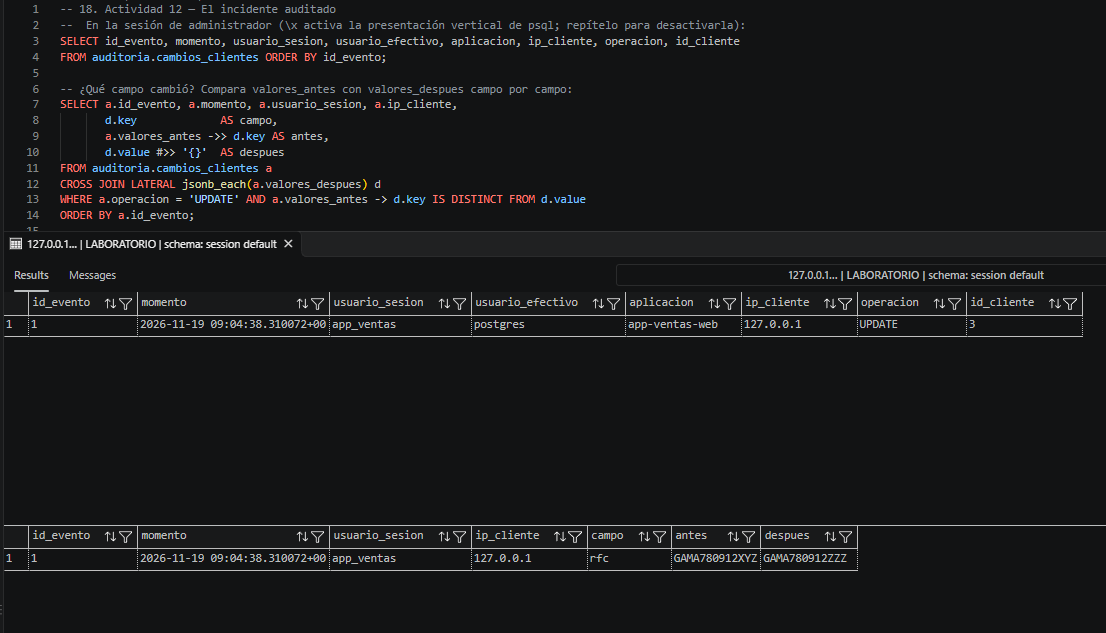 1 -- 18. Actividad 12 — El incidente auditado
2 --  En la sesión de administrador (\x activa la presentación vertical de psql; repítelo para desactivarla):
3 SELECT id_evento, momento, usuario_sesion, usuario_efectivo, aplicacion, ip_cliente, operacion, id_cliente
4 FROM auditoria.cambios_clientes ORDER BY id_evento;
5
6 -- ¿Qué campo cambió? Compara valores_antes con valores_despues campo por campo:
7 SELECT a.id_evento, a.momento, a.usuario_sesion, a.ip_cliente,
8 d.key AS campo,
9 a.valores_antes ->> d.key AS antes,
10 d.value #>> '{}' AS despues
11 FROM auditoria.cambios_clientes a
12 CROSS JOIN LATERAL jsonb_each(a.valores_despues) d
13 WHERE a.operacion = 'UPDATE' AND a.valores_antes -> d.key IS DISTINCT FROM d.value
14 ORDER BY a.id_evento;
15
127.0.0.1... | LABORATORIO | schema: session default
Results Messages 127.0.0.1... | LABORATORIO | schema: session default
id_evento momento usuario_sesion usuario_efectivo aplicacion ip_cliente operacion id_cliente
1 1 2026-11-19 09:04:38.310072+00 app_ventas postgres app-ventas-web 127.0.0.1 UPDATE 3
id_evento momento usuario_sesion ip_cliente campo antes despues
1 1 2026-11-19 09:04:38.310072+00 app_ventas 127.0.0.1 rfc GAMA780912XYZ GAMA780912ZZZ